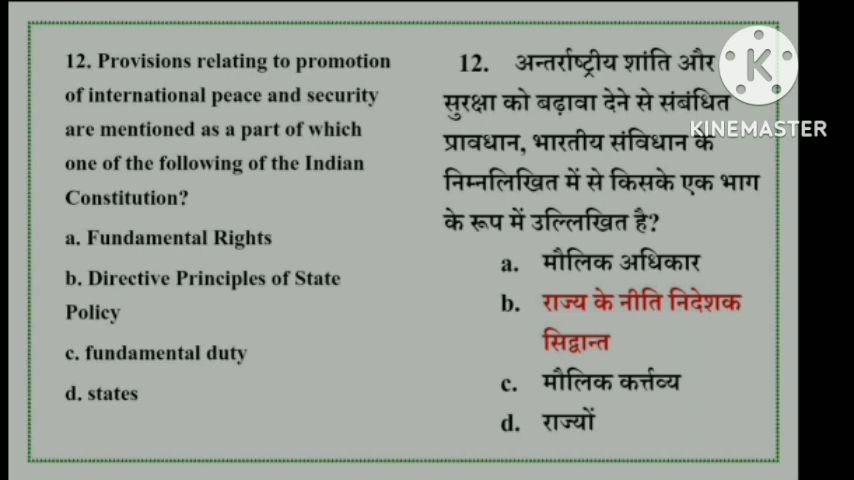 12. Provisions relating to promotion
of international peace and security
are mentioned as a part of which
one of the following of the Indian
Constitution?
a. Fundamental Rights
b. Directive Principles of State
Policy
c. fundamental duty
d. states
12. अन्तर्राष्ट्रीय शांति और
सुरक्षा को बढ़ावा देने से संबंधित
प्रावधान, भारतीय संविधान के
निम्नलिखित में से किसके एक भाग
के रूप में उल्लिखित है?
a. मौलिक अधिकार
b. राज्य के नीति निदेशक
सिद्वान्त
c. मौलिक कर्त्तव्य
d. राज्यों
K
KINEMASTER